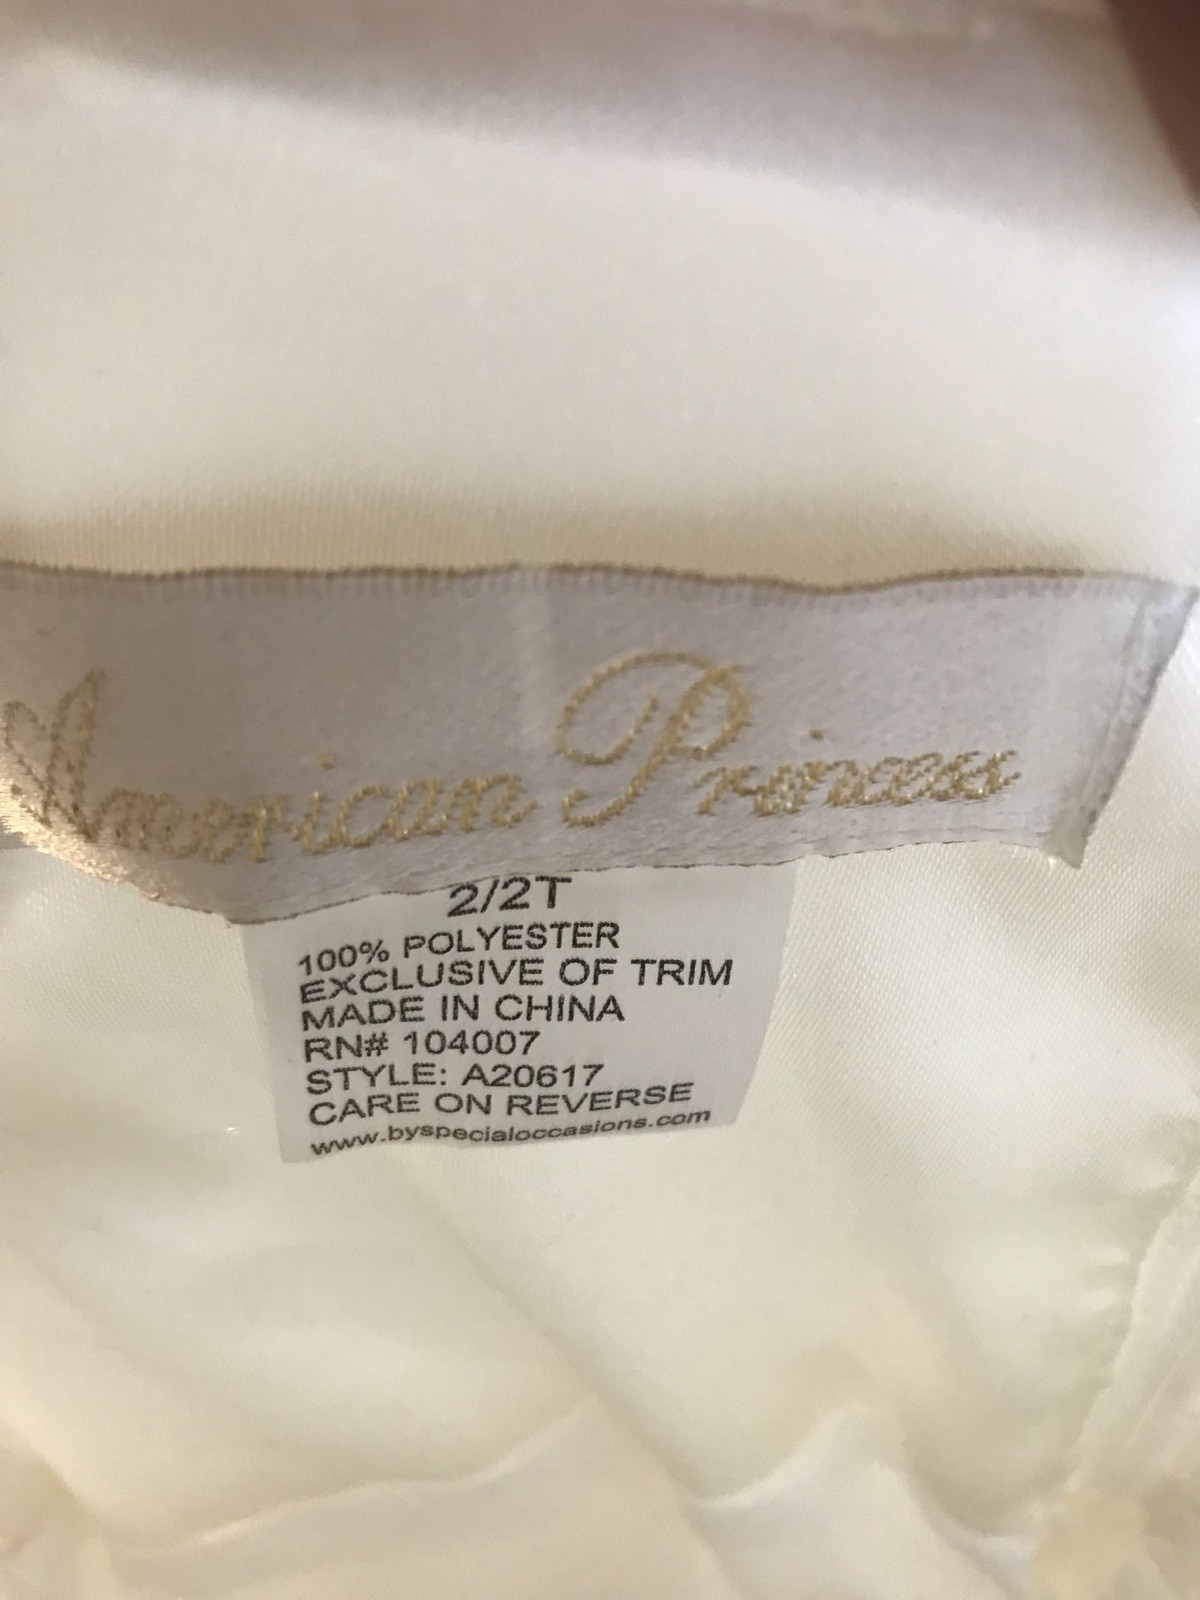 American Princess
2/2T
100% POLYESTER
EXCLUSIVE OF TRIM
MADE IN CHINA
RN# 104007
STYLE: A20617
CARE ON REVERSE
www.byspecialoccasions.com